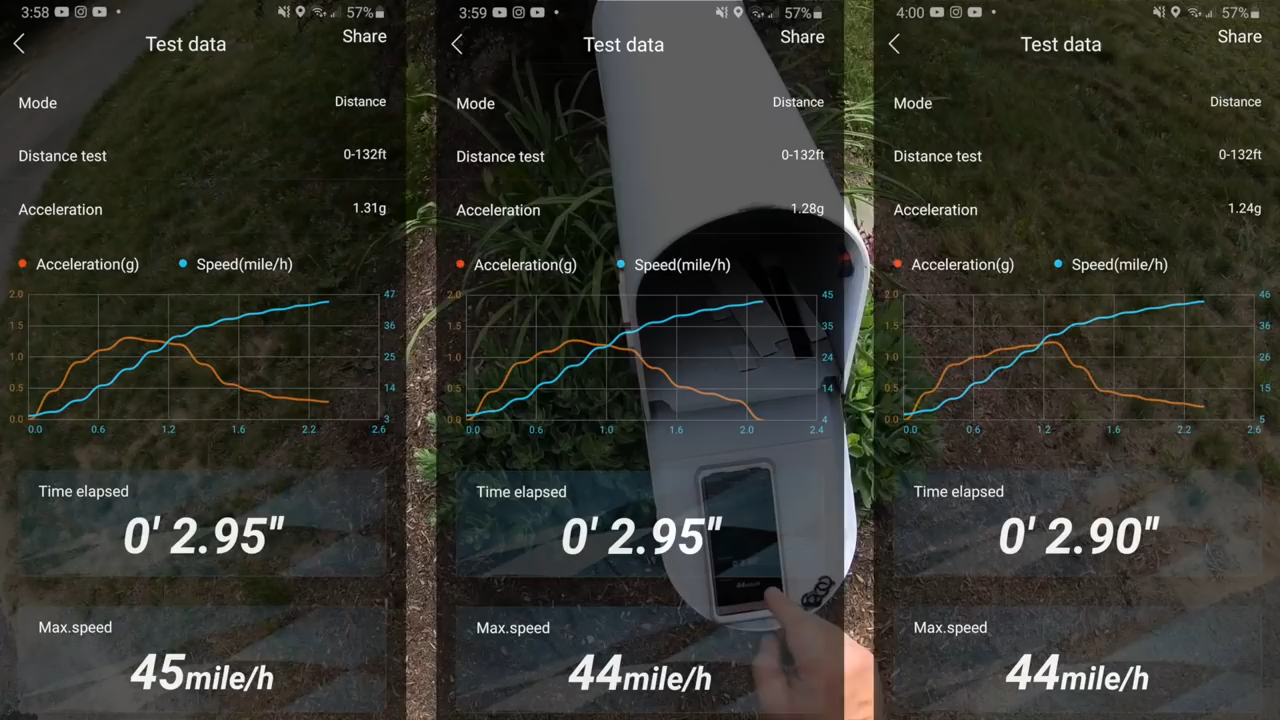 3:58
57%
Test data
Share
Mode
Distance
Distance test
0-132ft
Acceleration
1.31g
Acceleration(g)
Speed(mile/h)
2.0
1.5
1.0
0.5
0.0
47
36
25
14
3
0.0 0.6 1.2 1.6 2.2 2.6
Time elapsed
0' 2.95"
Max.speed
45mile/h
3:59
57%
Test data
Share
Mode
Distance
Distance test
0-132ft
Acceleration
1.28g
Acceleration(g)
Speed(mile/h)
2.0
1.5
1.0
0.5
0.0
45
35
24
14
4
0.0 0.6 1.0 1.6 2.0 2.4
Time elapsed
0' 2.95"
Max.speed
44mile/h
4:00
57%
Test data
Share
Mode
Distance
Distance test
0-132ft
Acceleration
1.24g
Acceleration(g)
Speed(mile/h)
2.0
1.5
1.0
0.5
0.0
46
36
25
15
5
0.0 0.6 1.2 1.6 2.2 2.6
Time elapsed
0' 2.90"
Max.speed
44mile/h